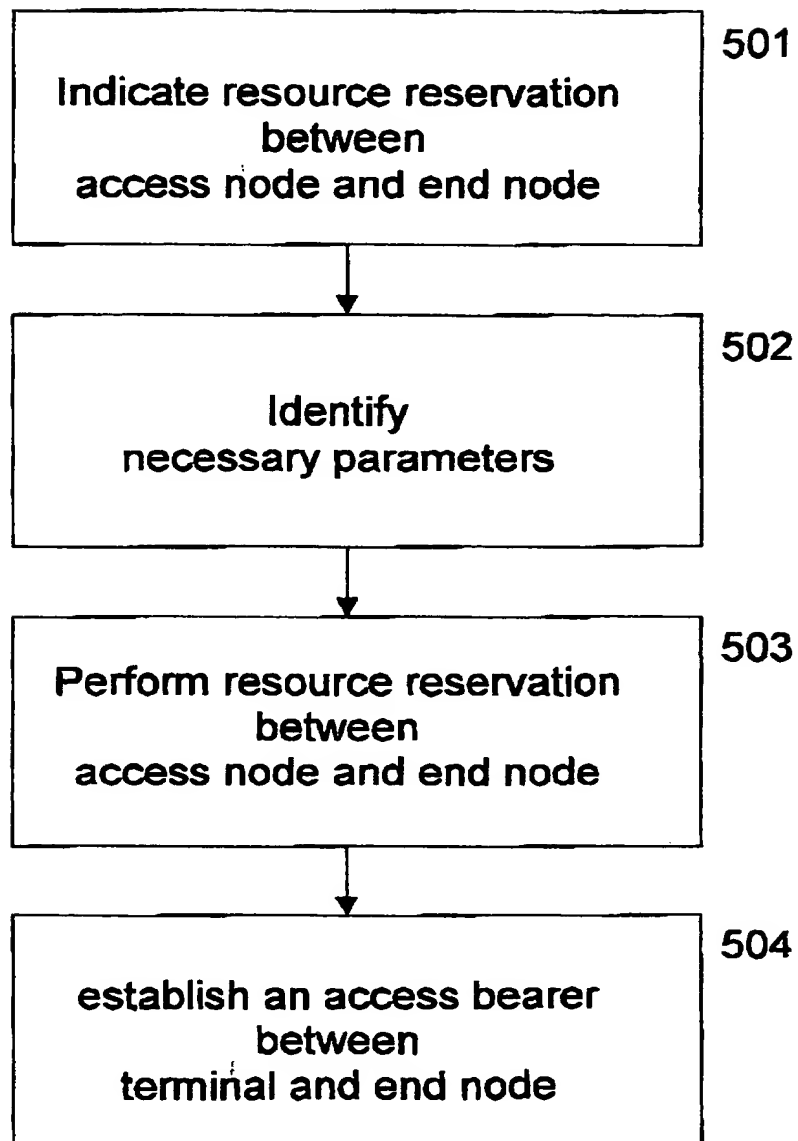 501
Indicate resource reservation
between
access node and end node
502
Identify
necessary parameters
503
Perform resource reservation
between
access node and end node
504
establish an access bearer
between
terminal and end node